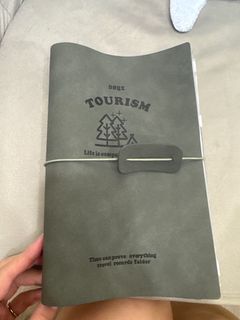 TOURISM
Life is
Time can prove everything
travel records Folder